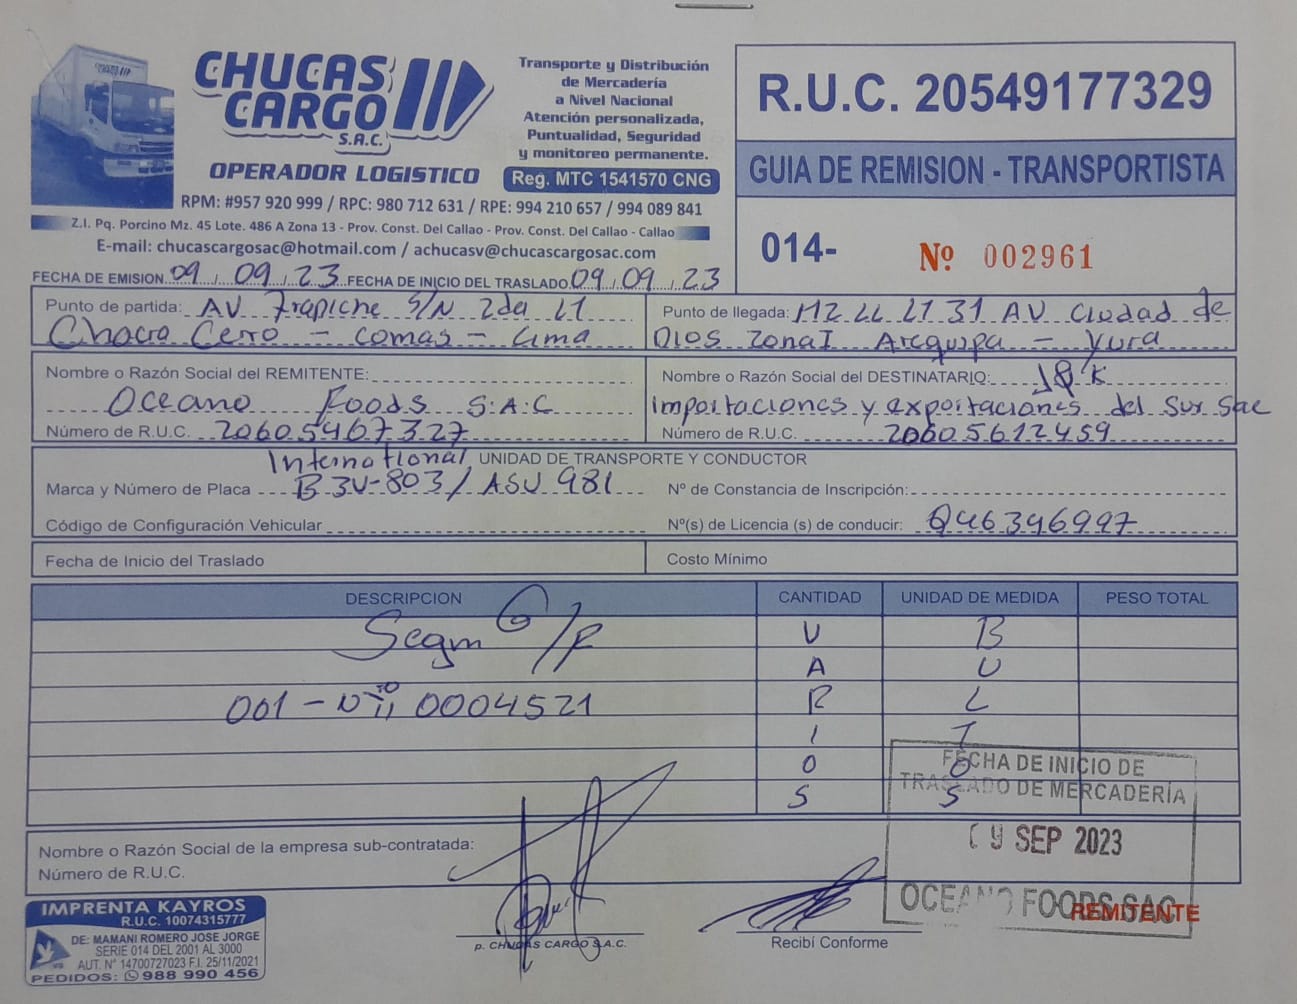 CHUCAS
CARGO
S.A.C.
OPERADOR LOGISTICO
Transporte y Distribución
de Mercadería
a Nivel Nacional
Atención personalizada,
Puntualidad, Seguridad
y monitoreo permanente.
Reg. MTC 1541570 CNG
RPM: #957 920 999 / RPC: 980 712 631 / RPE: 994 210 657 / 994 089 841
Z.I. Pq. Porcino Mz. 45 Lote. 486 A Zona 13 - Prov. Const. Del Callao - Prov. Const. Del Callao - Callao
E-mail: chucascargosac@hotmail.com / achucasv@chucascargosac.com
R.U.C. 20549177329
GUIA DE REMISION - TRANSPORTISTA
014- Nº 002961
FECHA DE EMISION 09 / 09 / 23 FECHA DE INICIO DEL TRASLADO 09 / 09 / 23
Punto de partida: AV Trapiche S/N 2da LT
Chacra Cerro - Comas - Lima
Punto de llegada: MZ LL LT 31 AV Ciudad de
Dios Zona I Arequipa - Yura
Nombre o Razón Social del REMITENTE:
Oceano Foods S.A.C
Número de R.U.C. 20605467327
Nombre o Razón Social del DESTINATARIO: J&K
Importaciones y exportaciones del Sur Sac
Número de R.U.C. 20605612459
UNIDAD DE TRANSPORTE Y CONDUCTOR
International
Marca y Número de Placa B3U-803 / ASU 981
Nº de Constancia de Inscripción:
Código de Configuración Vehicular
Nº(s) de Licencia (s) de conducir: Q46346997
Fecha de Inicio del Traslado
Costo Mínimo
DESCRIPCION CANTIDAD UNIDAD DE MEDIDA PESO TOTAL
Segm G/R V B
A U
001 - 0004521 R L
I T
O O
S S
FECHA DE INICIO DE
TRASLADO DE MERCADERÍA
09 SEP 2023
OCEANO FOODS SAC
REMITENTE
Nombre o Razón Social de la empresa sub-contratada:
Número de R.U.C.
IMPRENTA KAYROS
R.U.C. 10074315777
DE: MAMANI ROMERO JOSE JORGE
SERIE 014 DEL 2001 AL 3000
AUT. N° 14700727023 F.I. 25/11/2021
PEDIDOS: 988 990 456
p. CHUCAS CARGO S.A.C.
Recibí Conforme